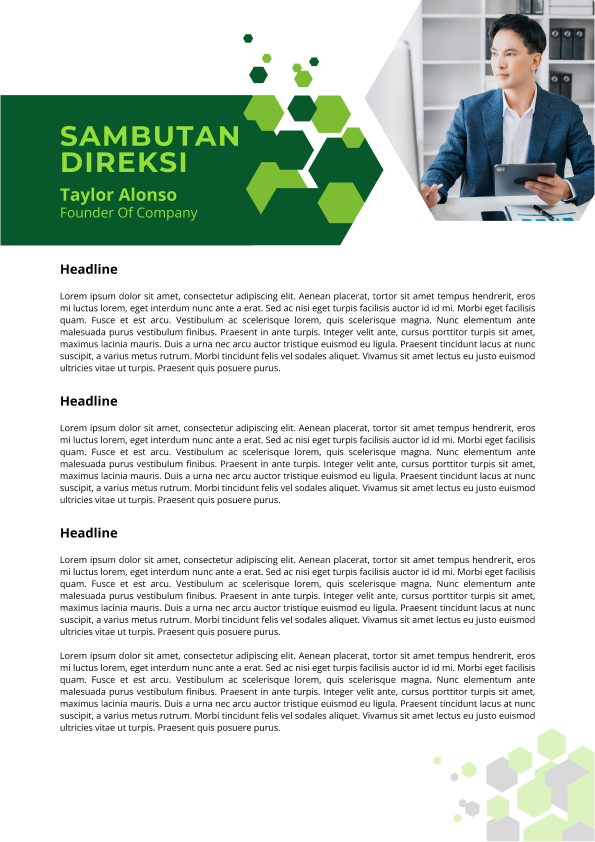 SAMBUTAN
DIREKSI
Taylor Alonso
Founder Of Company
Headline
Lorem ipsum dolor sit amet, consectetur adipiscing elit. Aenean placerat, tortor sit amet tempus hendrerit, eros
mi luctus lorem, eget interdum nunc ante a erat. Sed ac nisi eget turpis facilisis auctor id id mi. Morbi eget facilisis
quam. Fusce et est arcu. Vestibulum ac scelerisque lorem, quis scelerisque magna. Nunc elementum ante
malesuada purus vestibulum finibus. Praesent in ante turpis. Integer velit ante, cursus porttitor turpis sit amet,
maximus lacinia mauris. Duis a urna nec arcu auctor tristique euismod eu ligula. Praesent tincidunt lacus at nunc
suscipit, a varius metus rutrum. Morbi tincidunt felis vel sodales aliquet. Vivamus sit amet lectus eu justo euismod
ultricies vitae ut turpis. Praesent quis posuere purus.
Headline
Lorem ipsum dolor sit amet, consectetur adipiscing elit. Aenean placerat, tortor sit amet tempus hendrerit, eros
mi luctus lorem, eget interdum nunc ante a erat. Sed ac nisi eget turpis facilisis auctor id id mi. Morbi eget facilisis
quam. Fusce et est arcu. Vestibulum ac scelerisque lorem, quis scelerisque magna. Nunc elementum ante
malesuada purus vestibulum finibus. Praesent in ante turpis. Integer velit ante, cursus porttitor turpis sit amet,
maximus lacinia mauris. Duis a urna nec arcu auctor tristique euismod eu ligula. Praesent tincidunt lacus at nunc
suscipit, a varius metus rutrum. Morbi tincidunt felis vel sodales aliquet. Vivamus sit amet lectus eu justo euismod
ultricies vitae ut turpis. Praesent quis posuere purus.
Headline
Lorem ipsum dolor sit amet, consectetur adipiscing elit. Aenean placerat, tortor sit amet tempus hendrerit, eros
mi luctus lorem, eget interdum nunc ante a erat. Sed ac nisi eget turpis facilisis auctor id id mi. Morbi eget facilisis
quam. Fusce et est arcu. Vestibulum ac scelerisque lorem, quis scelerisque magna. Nunc elementum ante
malesuada purus vestibulum finibus. Praesent in ante turpis. Integer velit ante, cursus porttitor turpis sit amet,
maximus lacinia mauris. Duis a urna nec arcu auctor tristique euismod eu ligula. Praesent tincidunt lacus at nunc
suscipit, a varius metus rutrum. Morbi tincidunt felis vel sodales aliquet. Vivamus sit amet lectus eu justo euismod
ultricies vitae ut turpis. Praesent quis posuere purus.
Lorem ipsum dolor sit amet, consectetur adipiscing elit. Aenean placerat, tortor sit amet tempus hendrerit, eros
mi luctus lorem, eget interdum nunc ante a erat. Sed ac nisi eget turpis facilisis auctor id id mi. Morbi eget facilisis
quam. Fusce et est arcu. Vestibulum ac scelerisque lorem, quis scelerisque magna. Nunc elementum ante
malesuada purus vestibulum finibus. Praesent in ante turpis. Integer velit ante, cursus porttitor turpis sit amet,
maximus lacinia mauris. Duis a urna nec arcu auctor tristique euismod eu ligula. Praesent tincidunt lacus at nunc
suscipit, a varius metus rutrum. Morbi tincidunt felis vel sodales aliquet. Vivamus sit amet lectus eu justo euismod
ultricies vitae ut turpis. Praesent quis posuere purus.